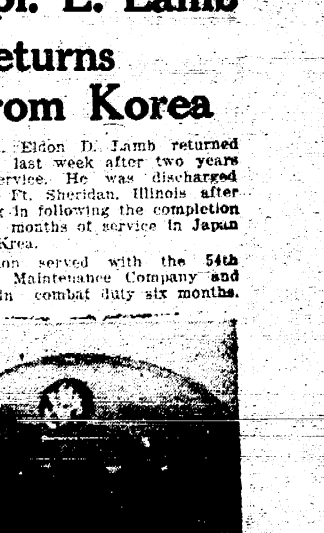 pl. E. Lamb
eturns
rom Korea
. Eldon D. Lamb returned
last week after two years
ervice. He was discharged
Ft. Sheridan, Illinois after
g in following the completion
months of service in Japan
Krea.
on served with the 54th
Maintenance Company and
in combat duty six months.